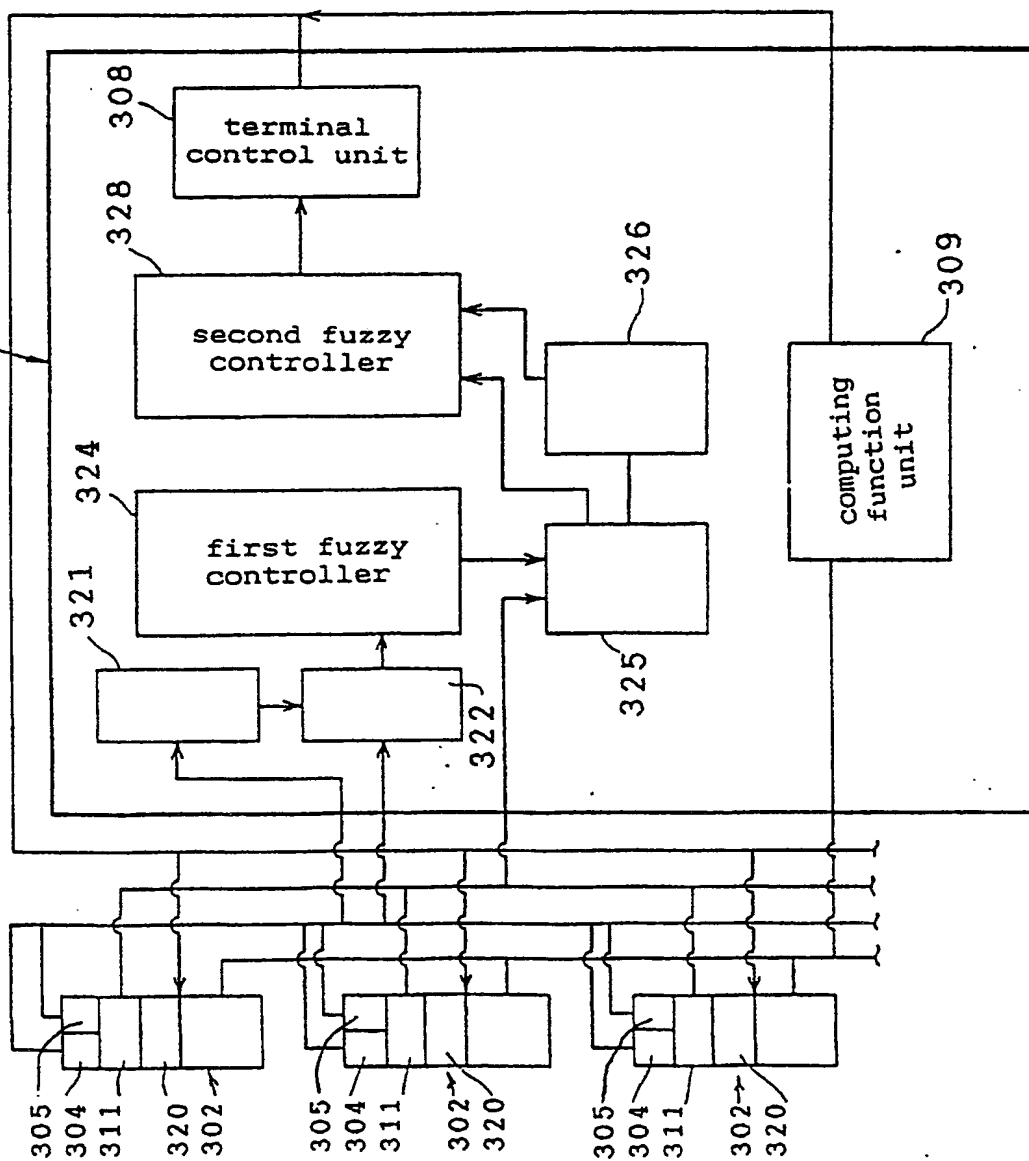 308
terminal
control unit
328
second fuzzy
controller
326
309
computing
function
unit
324
first fuzzy
controller
321
322
325
305
304
311
320
302
305
304
311
302
320
305
304
311
302
320